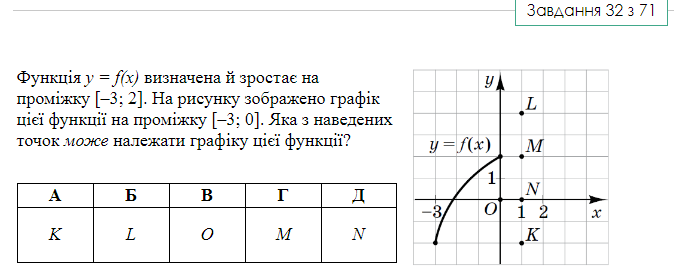 Завдання 32 з 71
Функція y = f(x) визначена й зростає на
проміжку [–3; 2]. На рисунку зображено графік
цієї функції на проміжку [–3; 0]. Яка з наведених
точок може належати графіку цієї функції?
А Б В Г Д
K L O M N
y
L
y = f(x) M
1
N
–3 O 1 2 x
K